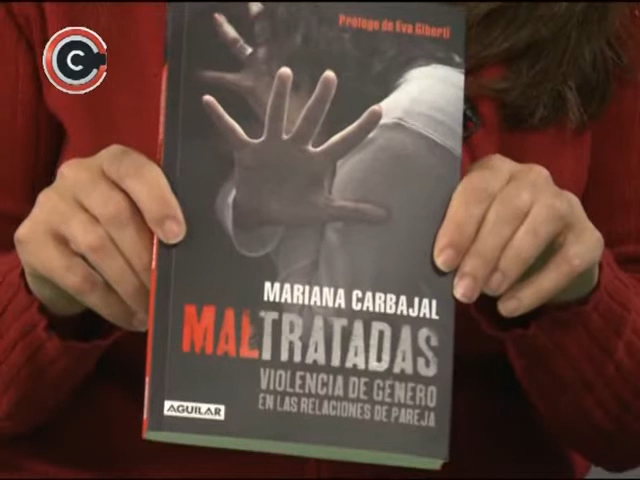 C
Prólogo de Eva Giberti
MARIANA CARBAJAL
MALTRATADAS
VIOLENCIA DE GÉNERO
EN LAS RELACIONES DE PAREJA
AGUILAR